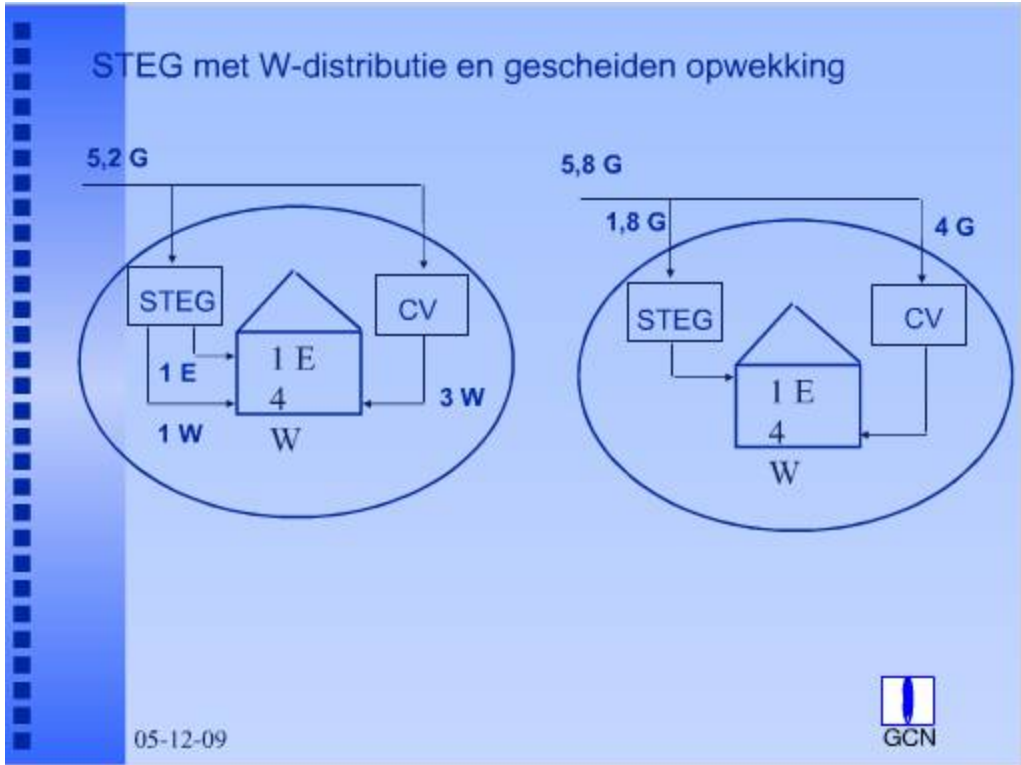 STEG met W-distributie en gescheiden opwekking
5,2 G
STEG
CV
1 E
1 W
1 E
4
W
3 W
5,8 G
1,8 G
4 G
STEG
CV
1 E
4
W
05-12-09
GCN